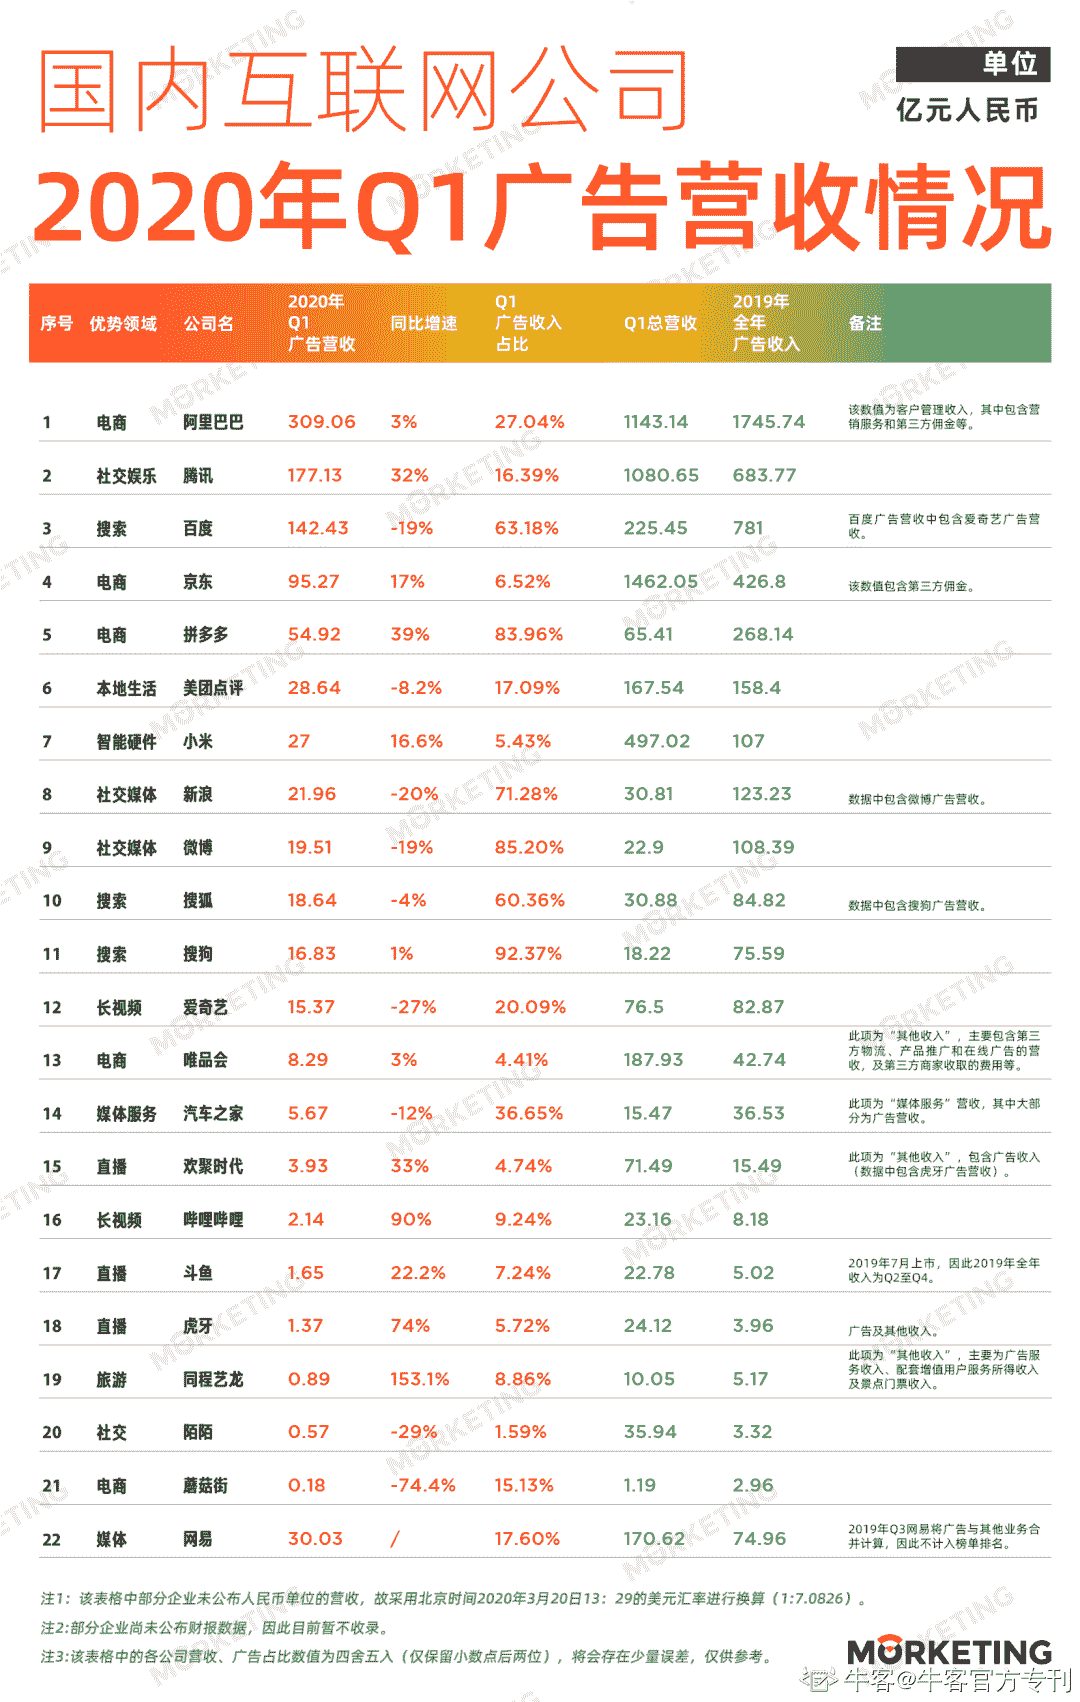 国内互联网公司
单位
亿元人民币
2020年Q1广告营收情况
序号 优势领域 公司名 2020年Q1广告营收 同比增速 Q1广告收入占比 Q1总营收 2019年全年广告收入 备注
1 电商 阿里巴巴 309.06 3% 27.04% 1143.14 1745.74 该数值为客户管理收入，其中包含营销服务和第三方佣金等。
2 社交娱乐 腾讯 177.13 32% 16.39% 1080.65 683.77
3 搜索 百度 142.43 -19% 63.18% 225.45 781 百度广告营收中包含爱奇艺广告营收。
4 电商 京东 95.27 17% 6.52% 1462.05 426.8 该数值包含第三方佣金。
5 电商 拼多多 54.92 39% 83.96% 65.41 268.14
6 本地生活 美团点评 28.64 -8.2% 17.09% 167.54 158.4
7 智能硬件 小米 27 16.6% 5.43% 497.02 107
8 社交媒体 新浪 21.96 -20% 71.28% 30.81 123.23 数据中包含微博广告营收。
9 社交媒体 微博 19.51 -19% 85.20% 22.9 108.39
10 搜索 搜狐 18.64 -4% 60.36% 30.88 84.82 数据中包含搜狗广告营收。
11 搜索 搜狗 16.83 1% 92.37% 18.22 75.59
12 长视频 爱奇艺 15.37 -27% 20.09% 76.5 82.87
13 电商 唯品会 8.29 3% 4.41% 187.93 42.74 此项为“其他收入”，主要包含第三方物流、产品推广和在线广告的营收，及第三方商家收取的费用等。
14 媒体服务 汽车之家 5.67 -12% 36.65% 15.47 36.53 此项为“媒体服务”营收，其中大部分为广告营收。
15 直播 欢聚时代 3.93 33% 4.74% 71.49 15.49 此项为“其他收入”，包含广告收入（数据中包含虎牙广告营收）。
16 长视频 哔哩哔哩 2.14 90% 9.24% 23.16 8.18
17 直播 斗鱼 1.65 22.2% 7.24% 22.78 5.02 2019年7月上市，因此2019年全年收入为Q2至Q4。
18 直播 虎牙 1.37 74% 5.72% 24.12 3.96 广告及其他收入。
19 旅游 同程艺龙 0.89 153.1% 8.86% 10.05 5.17 此项为“其他收入”，主要为广告服务收入、配套增值用户服务所得收入及景点门票收入。
20 社交 陌陌 0.57 -29% 1.59% 35.94 3.32
21 电商 蘑菇街 0.18 -74.4% 15.13% 1.19 2.96
22 媒体 网易 30.03 / 17.60% 170.62 74.96 2019年Q3网易将广告与其他业务合并计算，因此不计入榜单排名。
注1：该表格中部分企业未公布人民币单位的营收，故采用北京时间2020年3月20日13：29的美元汇率进行换算（1:7.0826）。
注2:部分企业尚未公布财报数据，因此目前暂不收录。
注3:该表格中的各公司营收、广告占比数值为四舍五入（仅保留小数点后两位），将会存在少量误差，仅供参考。
MORKETING
牛客@牛客官方专刊